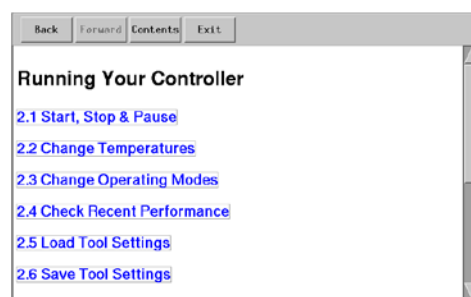 Back Forward Contents Exit
Running Your Controller
2.1 Start, Stop & Pause
2.2 Change Temperatures
2.3 Change Operating Modes
2.4 Check Recent Performance
2.5 Load Tool Settings
2.6 Save Tool Settings